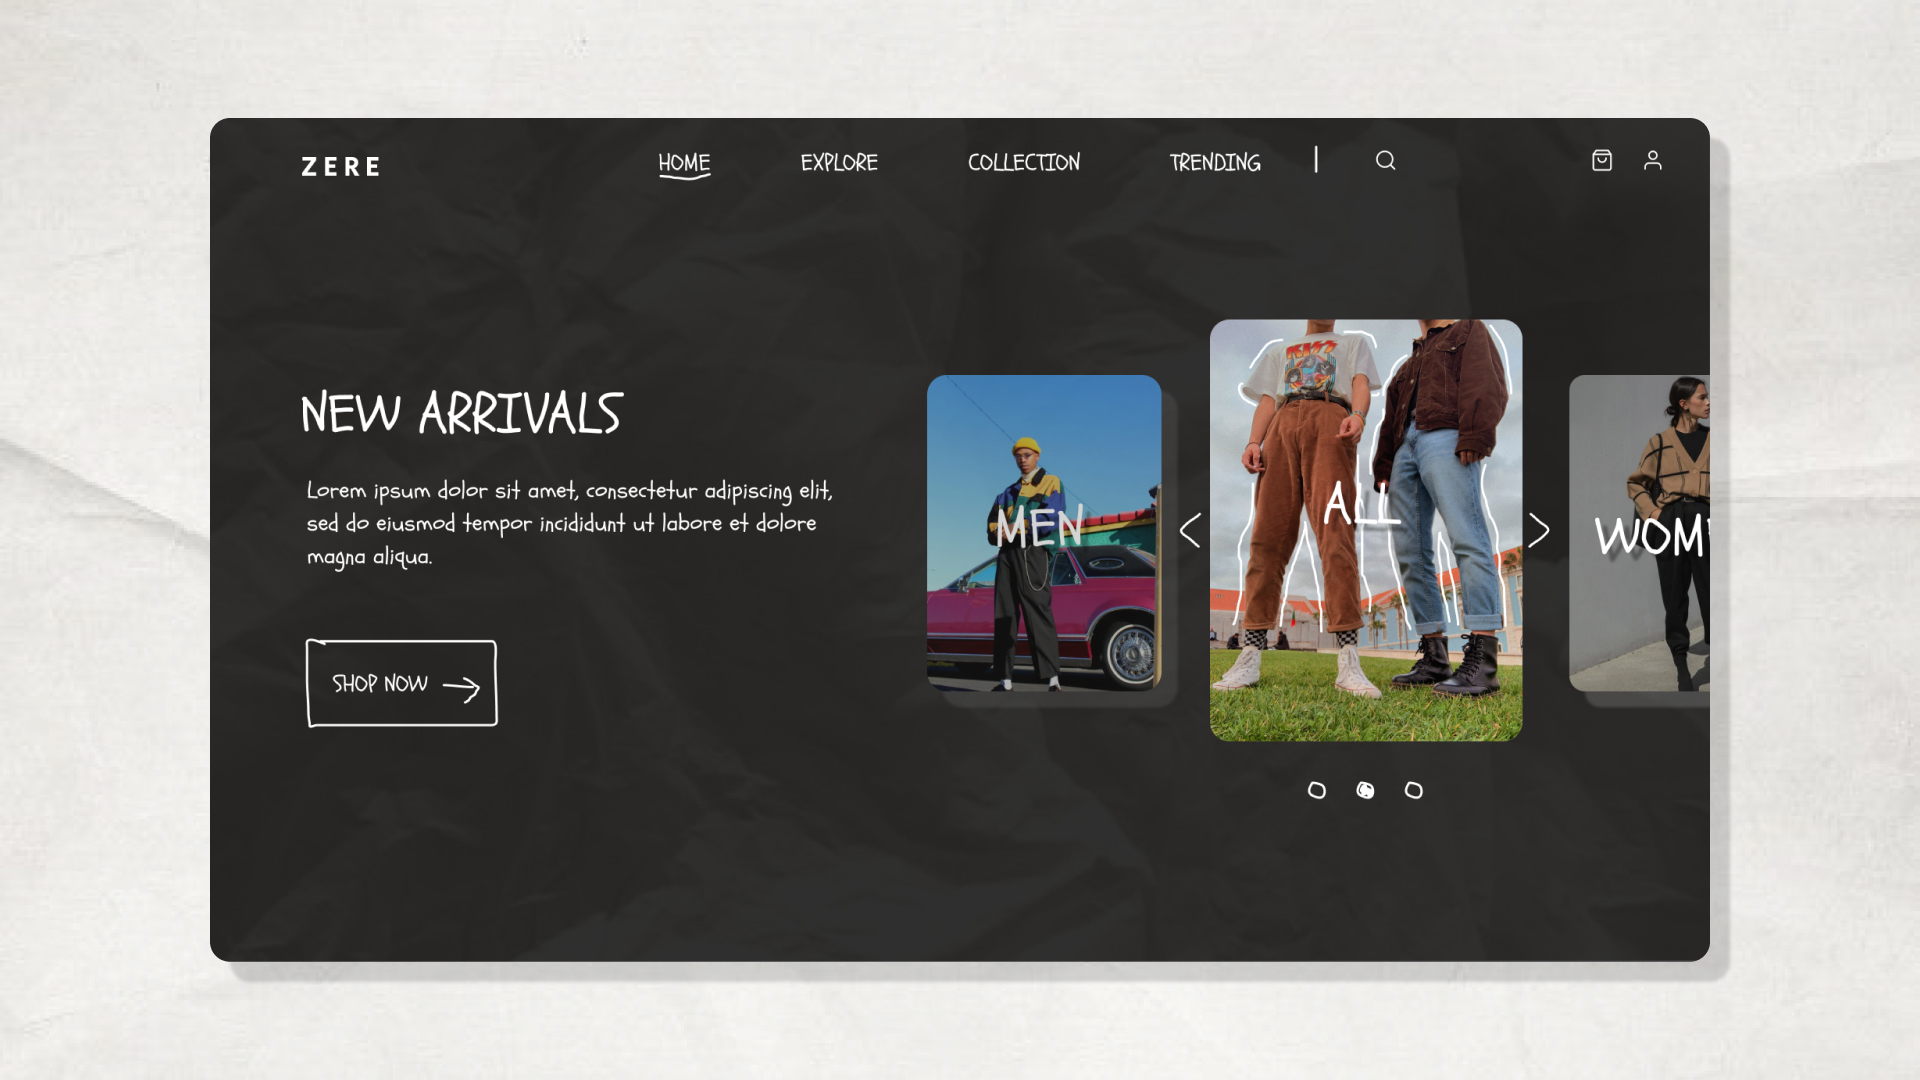 ZERE
HOME EXPLORE COLLECTION TRENDING
NEW ARRIVALS
Lorem ipsum dolor sit amet, consectetur adipiscing elit,
sed do eiusmod tempor incididunt ut labore et dolore
magna aliqua.
SHOP NOW
MEN
KISS
ALL
WOM